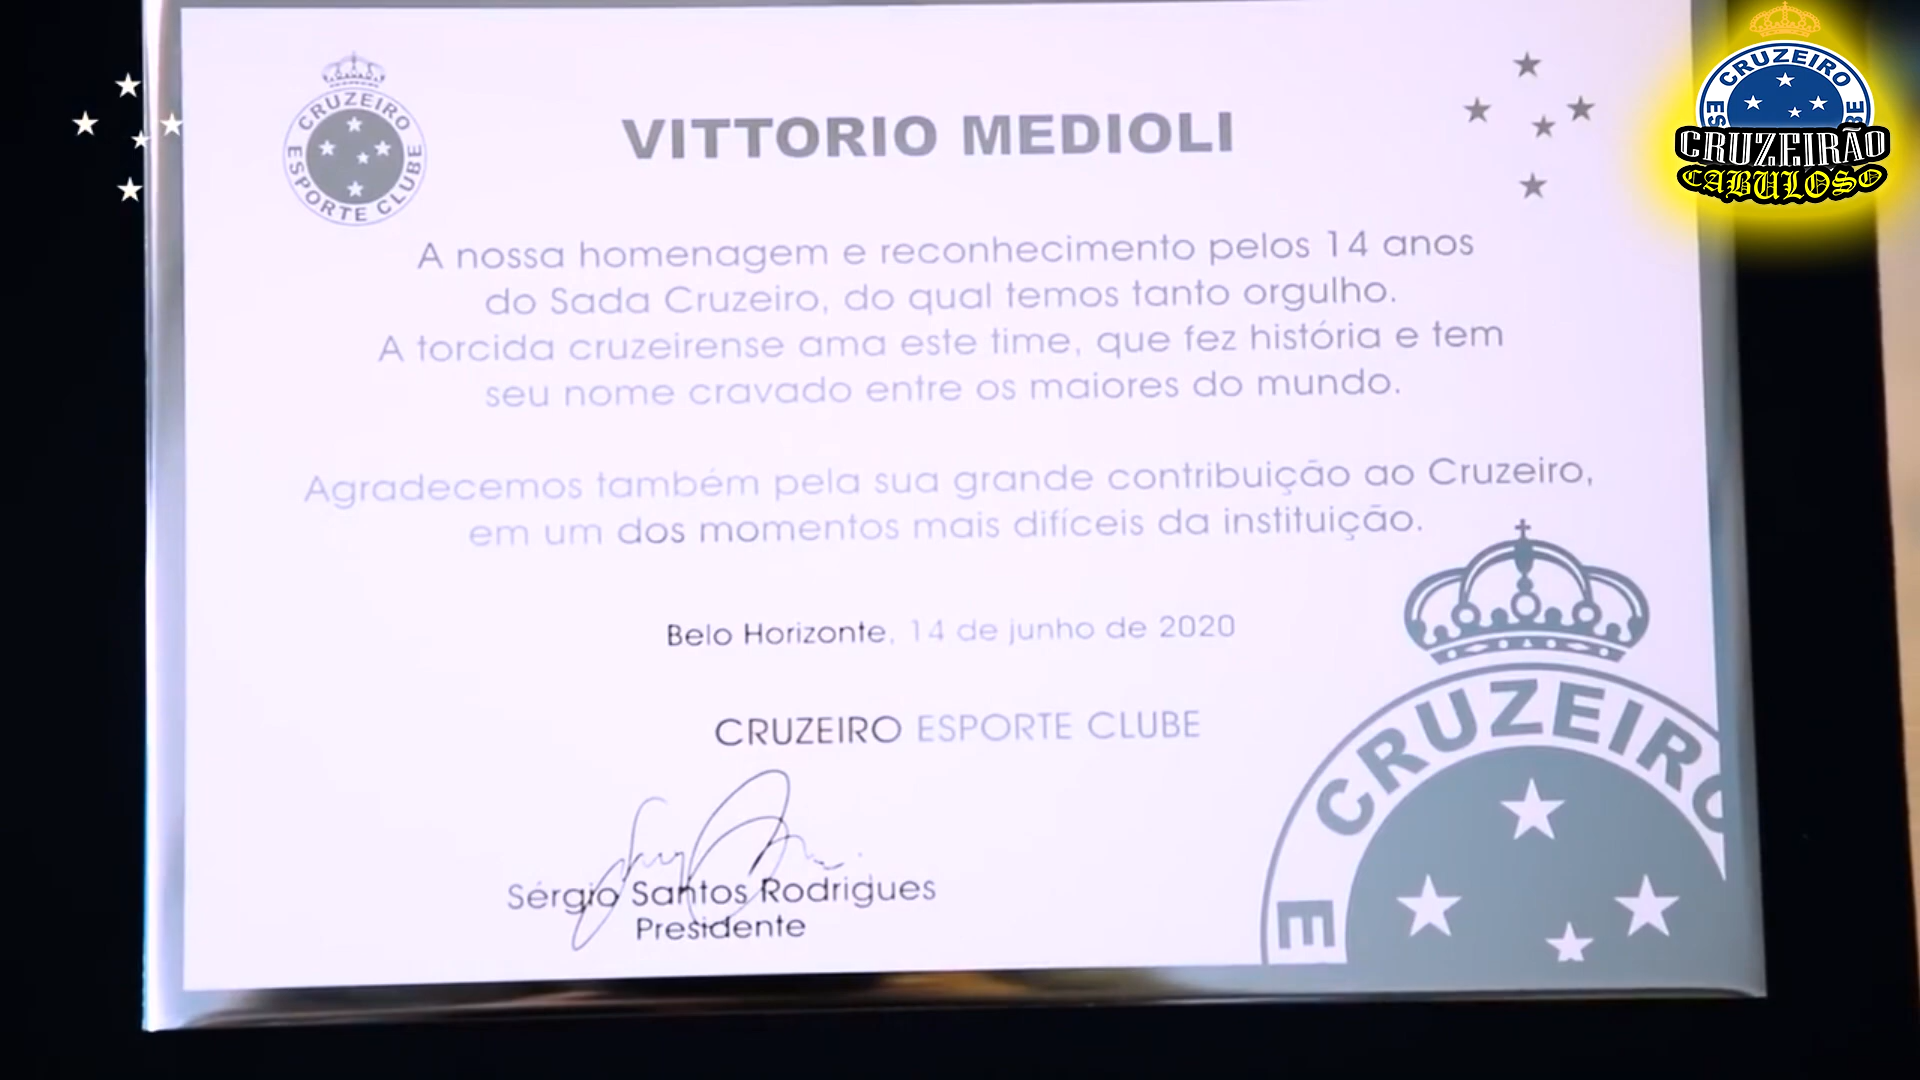 CRUZEIRO
ESPORTE CLUBE
VITTORIO MEDIOLI
CRUZEIRO
CRUZEIRÃO
CABULOSO
A nossa homenagem e reconhecimento pelos 14 anos
do Sada Cruzeiro, do qual temos tanto orgulho.
A torcida cruzeirense ama este time, que fez história e tem
seu nome cravado entre os maiores do mundo.
Agradecemos também pela sua grande contribuição ao Cruzeiro,
em um dos momentos mais difíceis da instituição.
Belo Horizonte, 14 de junho de 2020
CRUZEIRO ESPORTE CLUBE
Sérgio Santos Rodrigues
Presidente
CRUZEIRO
E